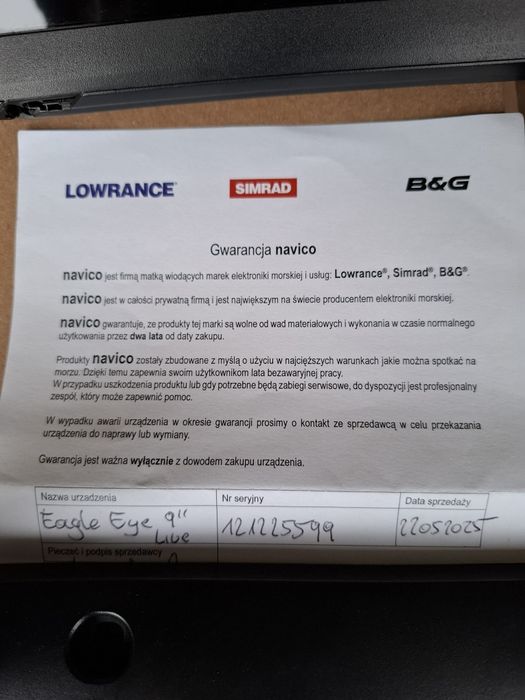 LOWRANCE® SIMRAD B&G
Gwarancja navico
navico jest firmą matką wiodących marek elektroniki morskiej i usług: Lowrance®, Simrad®, B&G®.
navico jest w całości prywatną firmą i jest największym na świecie producentem elektroniki morskiej.
navico gwarantuje, ze produkty tej marki są wolne od wad materiałowych i wykonania w czasie normalnego
użytkowania przez dwa lata od daty zakupu.
Produkty navico zostały zbudowane z myślą o użyciu w najcięższych warunkach jakie można spotkać na
morzu. Dzięki temu zapewnia swoim użytkownikom lata bezawaryjnej pracy.
W przypadku uszkodzenia produktu lub gdy potrzebne będą zabiegi serwisowe, do dyspozycji jest profesjonalny
zespół, który może zapewnić pomoc.
W wypadku awarii urządzenia w okresie gwarancji prosimy o kontakt ze sprzedawcą w celu przekazania
urządzenia do naprawy lub wymiany.
Gwarancja jest ważna wyłącznie z dowodem zakupu urządzenia.
Nazwa urzadzenia Nr seryjny Data sprzedaży
Eagle Eye 9" 121225599 22052025
Live
Pieczęć i podpis sprzedawcy